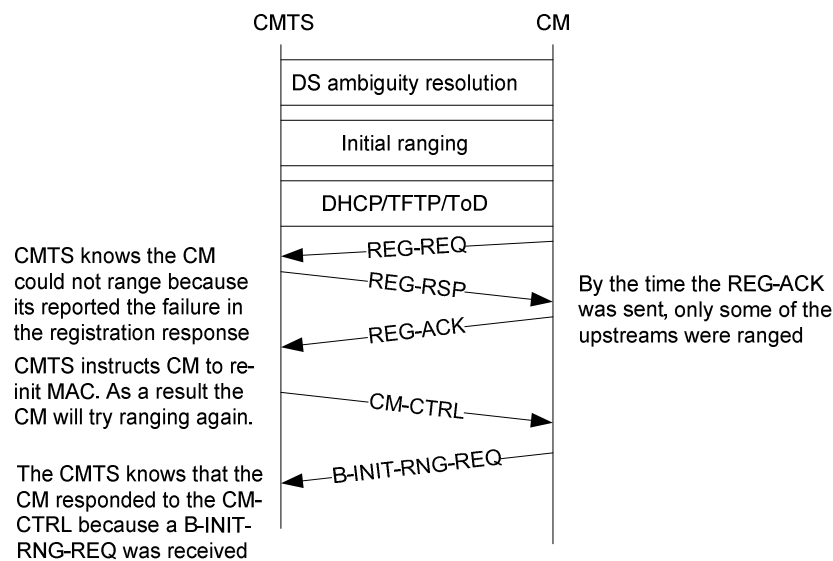 CMTS
CM
DS ambiguity resolution
Initial ranging
DHCP/TFTP/ToD
REG-REQ
CMTS knows the CM
could not range because
its reported the failure in
the registration response
REG-RSP
By the time the REG-ACK
was sent, only some of the
upstreams were ranged
REG-ACK
CMTS instructs CM to re-
init MAC. As a result the
CM will try ranging again.
CM-CTRL
B-INIT-RNG-REQ
The CMTS knows that the
CM responded to the CM-
CTRL because a B-INIT-
RNG-REQ was received